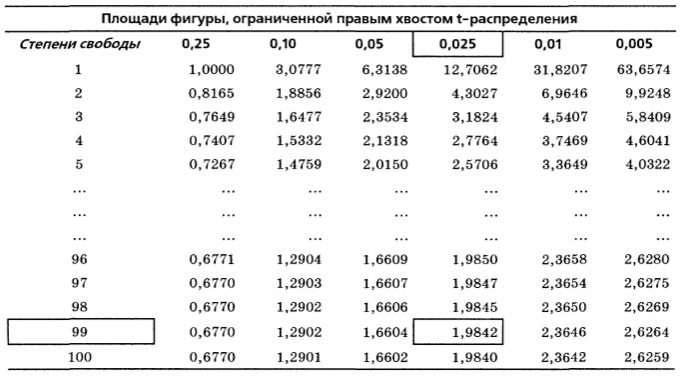 Площади фигуры, ограниченной правым хвостом t-распределения
Степени свободы 0,25 0,10 0,05 0,025 0,01 0,005
1 1,0000 3,0777 6,3138 12,7062 31,8207 63,6574
2 0,8165 1,8856 2,9200 4,3027 6,9646 9,9248
3 0,7649 1,6477 2,3534 3,1824 4,5407 5,8409
4 0,7407 1,5332 2,1318 2,7764 3,7469 4,6041
5 0,7267 1,4759 2,0150 2,5706 3,3649 4,0322
... ... ... ... ... ... ...
... ... ... ... ... ... ...
... ... ... ... ... ... ...
96 0,6771 1,2904 1,6609 1,9850 2,3658 2,6280
97 0,6770 1,2903 1,6607 1,9847 2,3654 2,6275
98 0,6770 1,2902 1,6606 1,9845 2,3650 2,6269
99 0,6770 1,2902 1,6604 1,9842 2,3646 2,6264
100 0,6770 1,2901 1,6602 1,9840 2,3642 2,6259